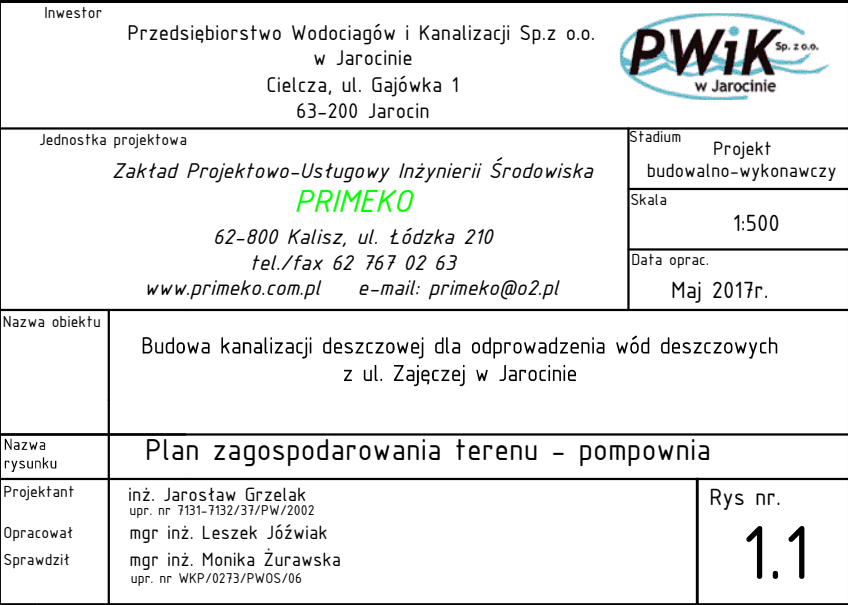 Inwestor
Przedsiębiorstwo Wodociagów i Kanalizacji Sp.z o.o.
w Jarocinie
Cielcza, ul. Gajówka 1
63-200 Jarocin
PWiK Sp. z o.o.
w Jarocinie
Jednostka projektowa
Zakład Projektowo-Usługowy Inżynierii Środowiska
PRIMEKO
62-800 Kalisz, ul. Łódzka 210
tel./fax 62 767 02 63
www.primeko.com.pl e-mail: primeko@o2.pl
Stadium
Projekt
budowalno-wykonawczy
Skala
1:500
Data oprac.
Maj 2017r.
Nazwa obiektu
Budowa kanalizacji deszczowej dla odprowadzenia wód deszczowych
z ul. Zajęczej w Jarocinie
Nazwa
rysunku
Plan zagospodarowania terenu - pompownia
Projektant
inż. Jarosław Grzelak
upr. nr 7131-7132/37/PW/2002
Opracował
mgr inż. Leszek Jóźwiak
Sprawdził
mgr inż. Monika Żurawska
upr. nr WKP/0273/PWOS/06
Rys nr.
1.1